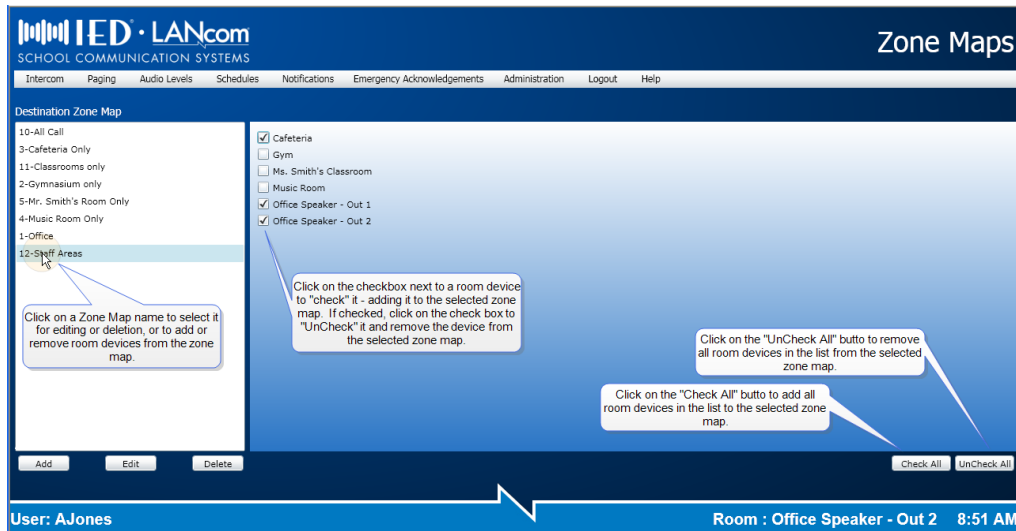 IED · LANcom
SCHOOL COMMUNICATION SYSTEMS
Zone Maps
Intercom Paging Audio Levels Schedules Notifications Emergency Acknowledgements Administration Logout Help
Destination Zone Map
10-All Call
3-Cafeteria Only
11-Classrooms only
2-Gymnasium only
5-Mr. Smith's Room Only
4-Music Room Only
1-Office
12-Staff Areas
Click on a Zone Map name to select it
for editing or deletion, or to add or
remove room devices from the zone
map.
Cafeteria
Gym
Ms. Smith's Classroom
Music Room
Office Speaker - Out 1
Office Speaker - Out 2
Click on the checkbox next to a room device
to "check" it - adding it to the selected zone
map. If checked, click on the check box to
"UnCheck" it and remove the device from
the selected zone map.
Click on the "UnCheck All" butto to remove
all room devices in the list from the selected
zone map.
Click on the "Check All" butto to add all
room devices in the list to the selected zone
map.
Add Edit Delete
Check All UnCheck All
User: AJones
Room : Office Speaker - Out 2 8:51 AM